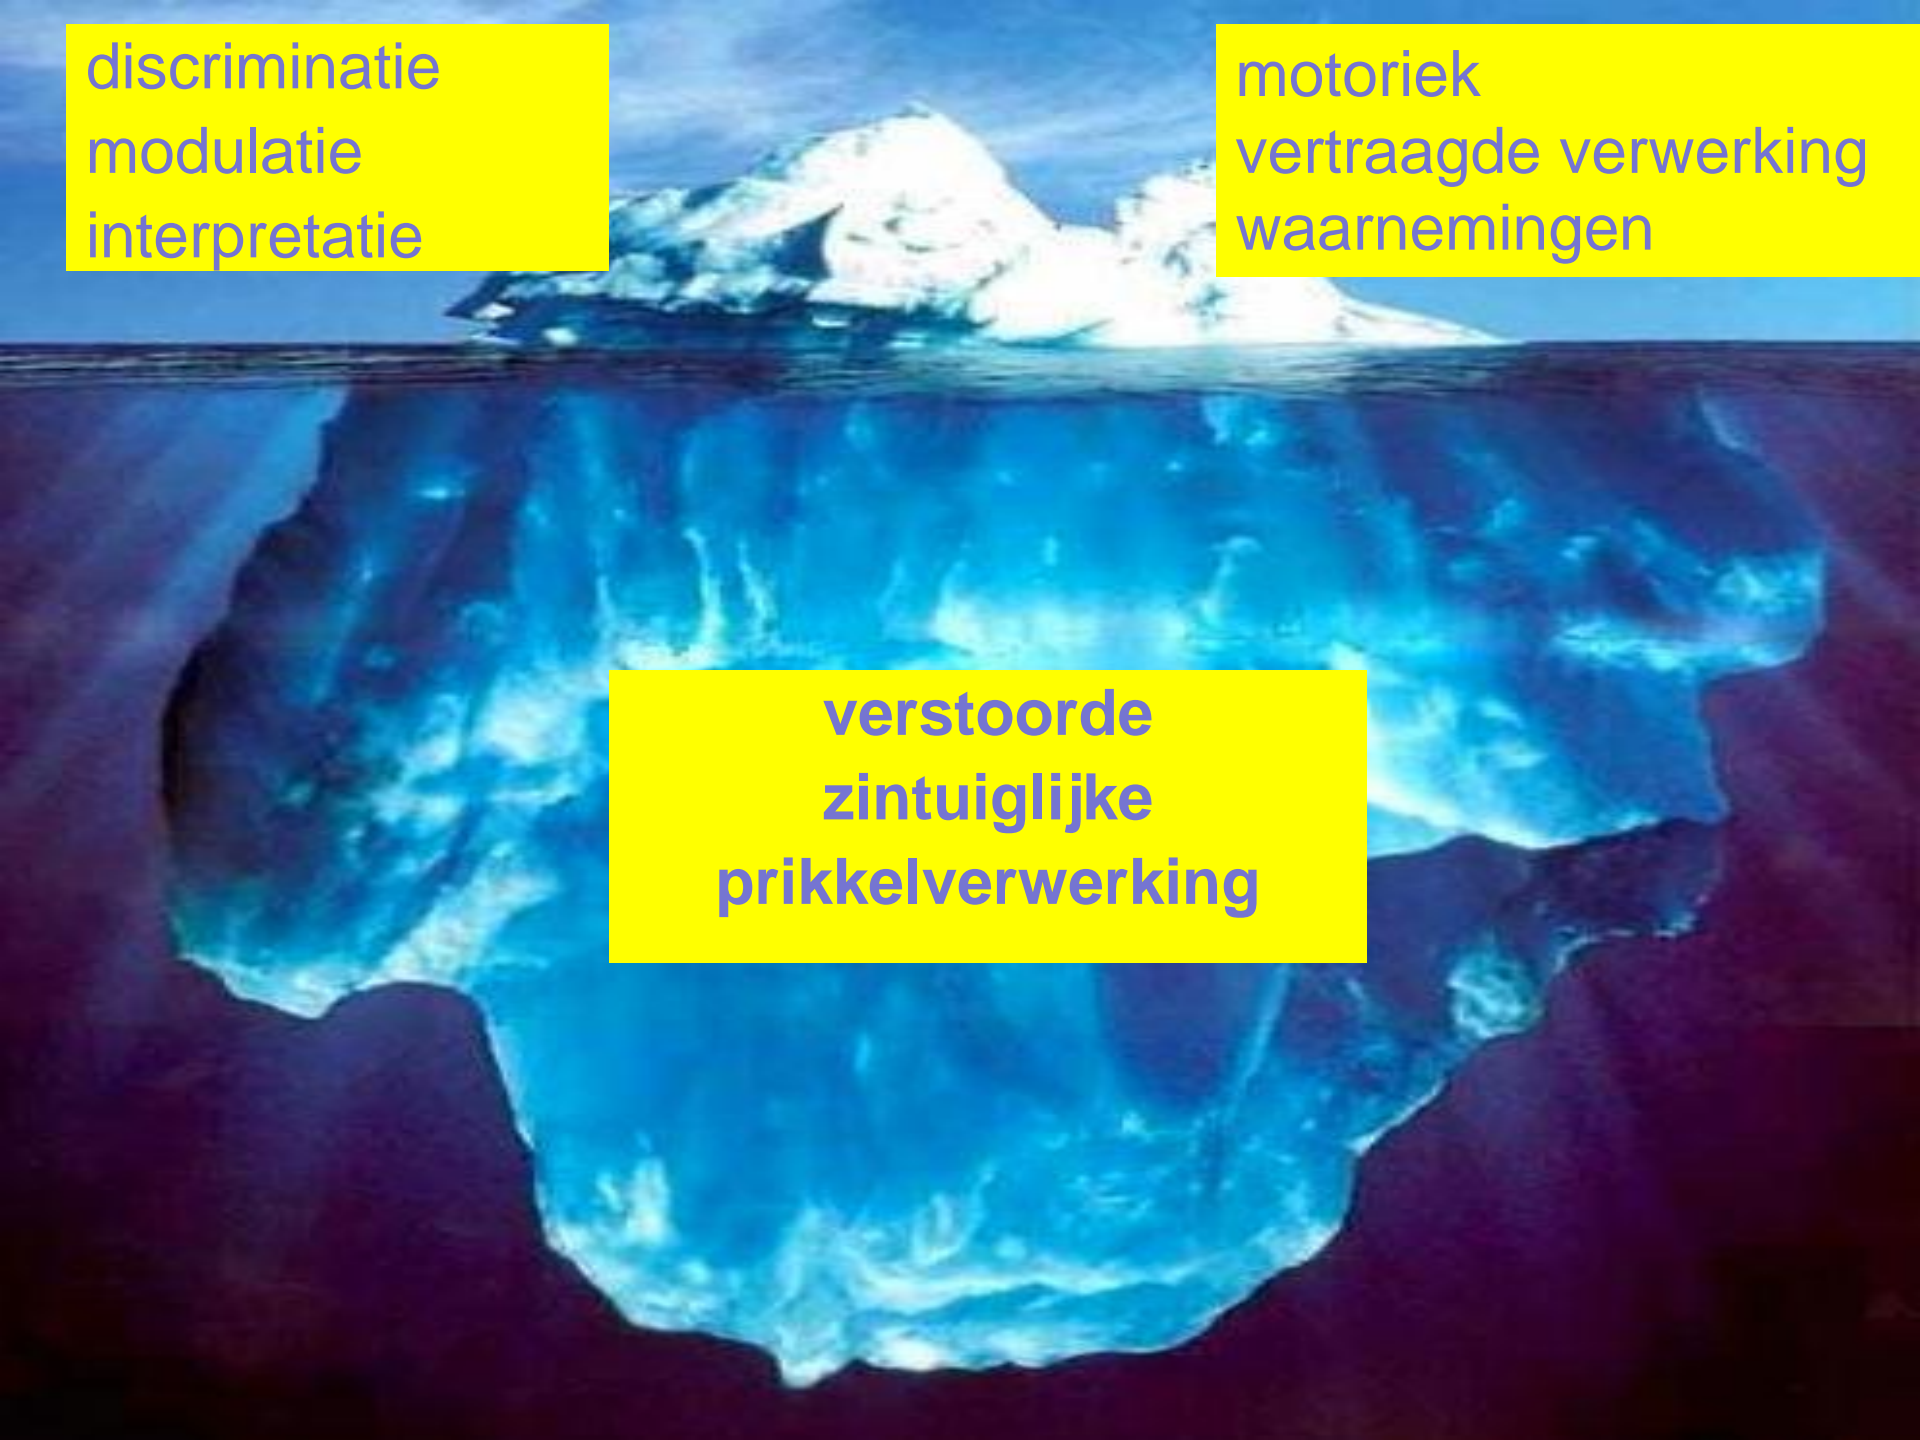 discriminatie
modulatie
interpretatie
motoriek
vertraagde verwerking
waarnemingen
verstoorde
zintuiglijke
prikkelverwerking